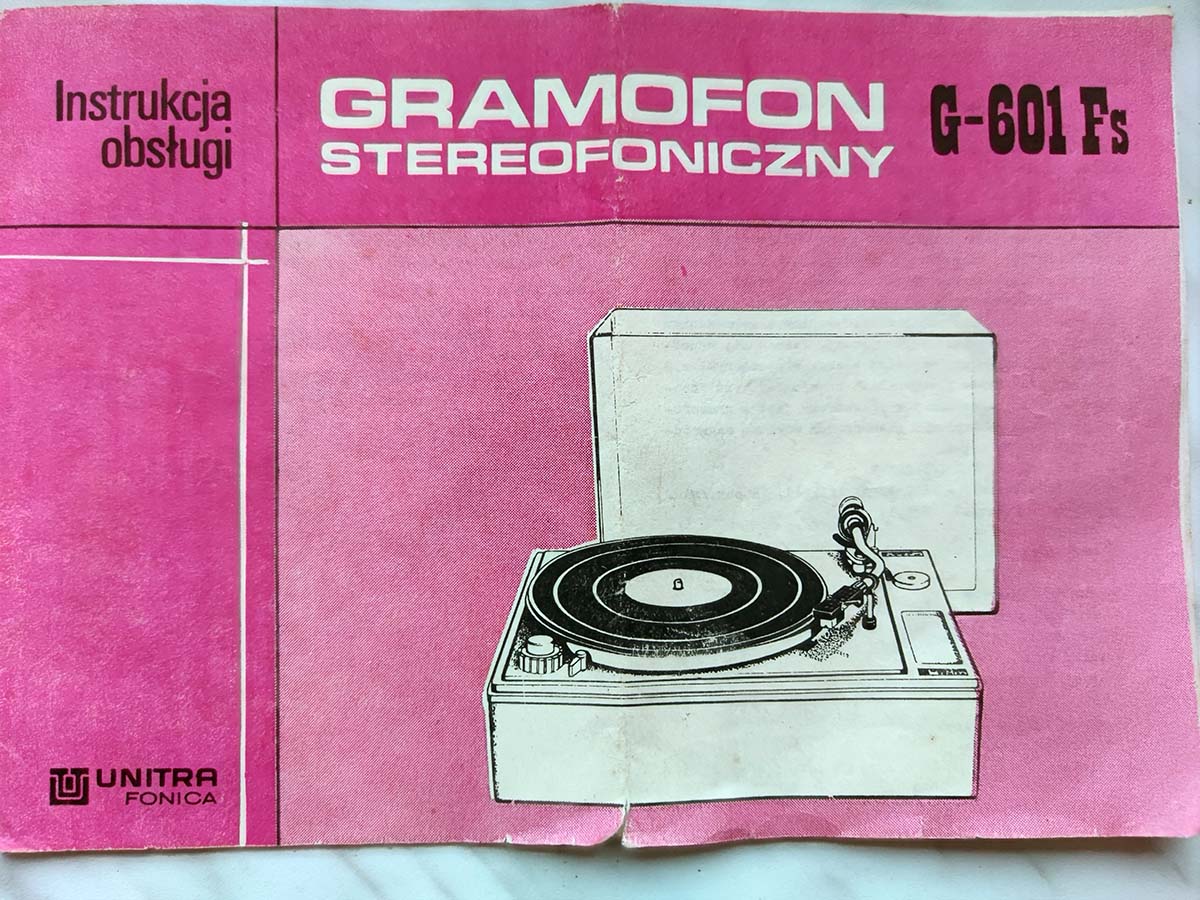 Instrukcja
obsługi
GRAMOFON
STEREOFONICZNY
G-601 Fs
UNITRA
FONICA